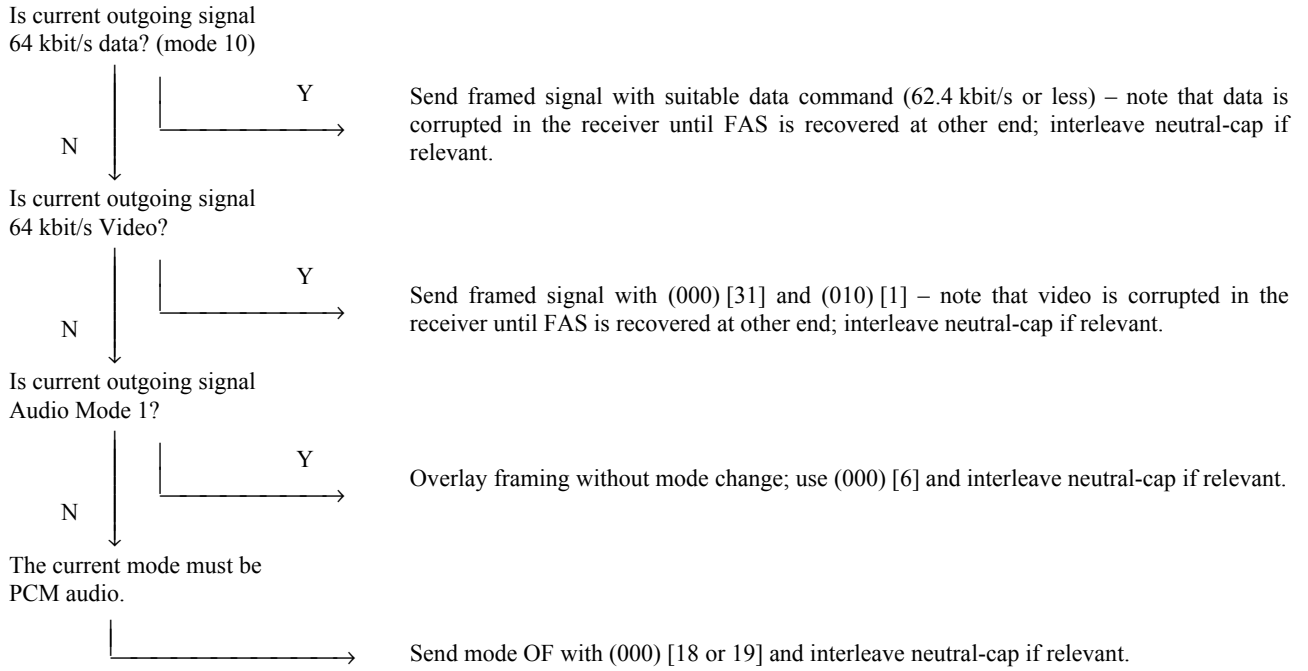 Is current outgoing signal
64 kbit/s data? (mode 10)
Y
Send framed signal with suitable data command (62.4 kbit/s or less) – note that data is
corrupted in the receiver until FAS is recovered at other end; interleave neutral-cap if
relevant.
N
Is current outgoing signal
64 kbit/s Video?
Y
Send framed signal with (000) [31] and (010) [1] – note that video is corrupted in the
receiver until FAS is recovered at other end; interleave neutral-cap if relevant.
N
Is current outgoing signal
Audio Mode 1?
Y
Overlay framing without mode change; use (000) [6] and interleave neutral-cap if relevant.
N
The current mode must be
PCM audio.
Send mode OF with (000) [18 or 19] and interleave neutral-cap if relevant.